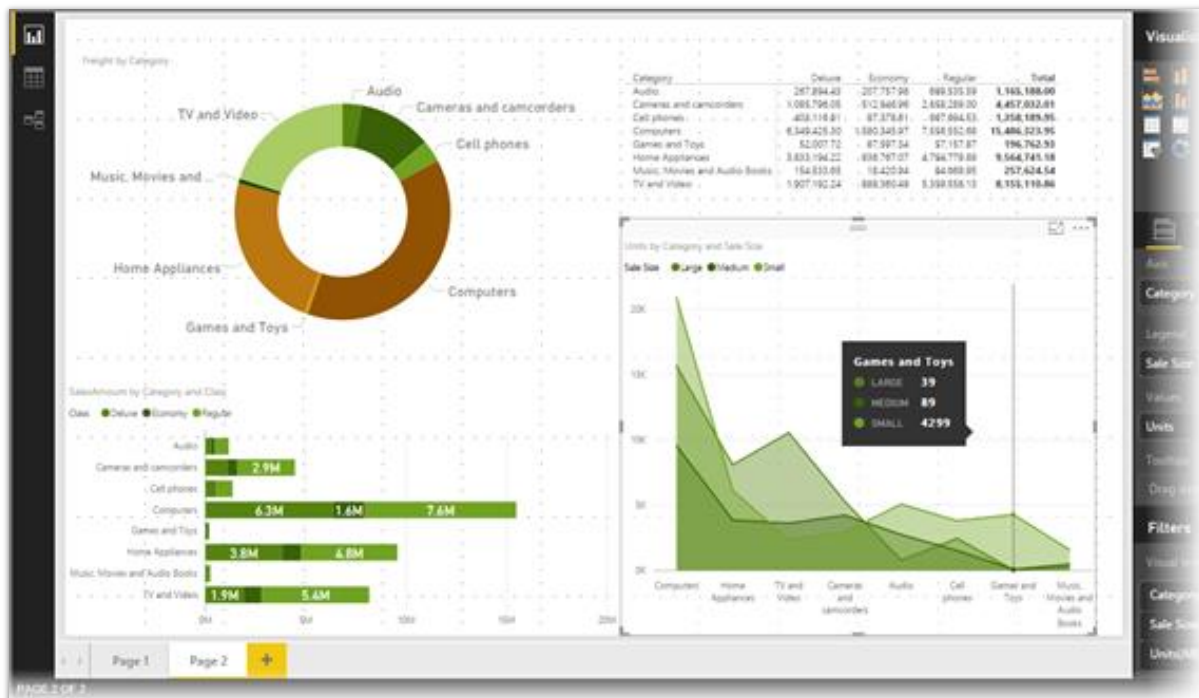 Visualiz
Freight by Category
Audio
Cameras and camcorders
TV and Video
Cell phones
Music, Movies and ...
Home Appliances
Computers
Games and Toys
Category Deluxe Economy Regular Total
Audio 1,165,188.00
Cameras and camcorders 4,457,032.01
Cell phones 1,358,189.95
Computers 15,486,323.95
Games and Toys 196,762.93
Home Appliances 9,564,741.18
Music, Movies and Audio Books 257,624.54
TV and Video 8,155,110.86
Units by Category and Sale Size
Sale Size Large Medium Small
20K
15K
10K
5K
0K
Games and Toys
LARGE 39
MEDIUM 89
SMALL 4299
Computers
Home Appliances
TV and Video
Cameras and camcorders
Audio
Cell phones
Games and Toys
Music, Movies and Audio Books
SalesAmount by Category and Class
Class Deluxe Economy Regular
Audio
Cameras and camcorders 2.9M
Cell phones
Computers 6.3M 1.6M 7.6M
Games and Toys
Home Appliances 3.8M 4.8M
Music, Movies and Audio Books
TV and Video 1.9M 5.4M
0M 5M 10M 15M 20M
Axis
Category
Legend
Sale Size
Values
Units
Filters
Category
Sale Size
Page 1
Page 2
PAGE 2 OF 2